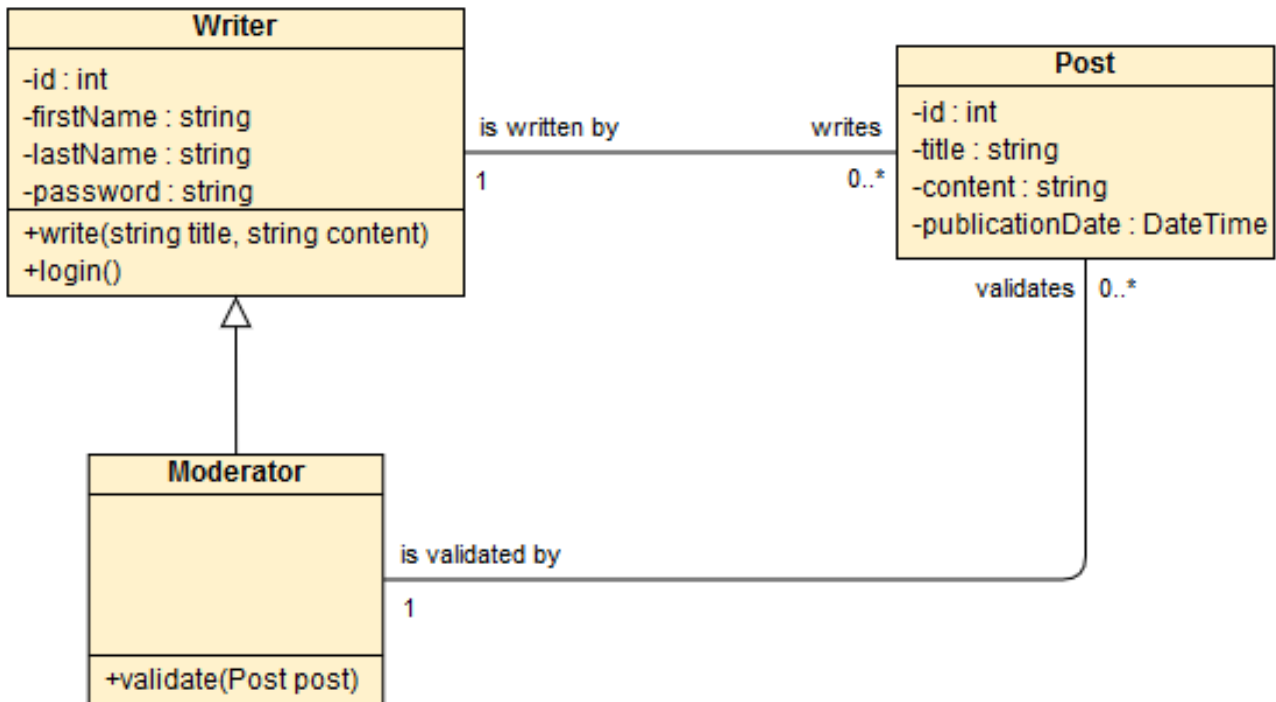 Writer
-id : int
-firstName : string
-lastName : string
-password : string
+write(string title, string content)
+login()
is written by
1
writes
0..*
Post
-id : int
-title : string
-content : string
-publicationDate : DateTime
validates
0..*
Moderator
+validate(Post post)
is validated by
1